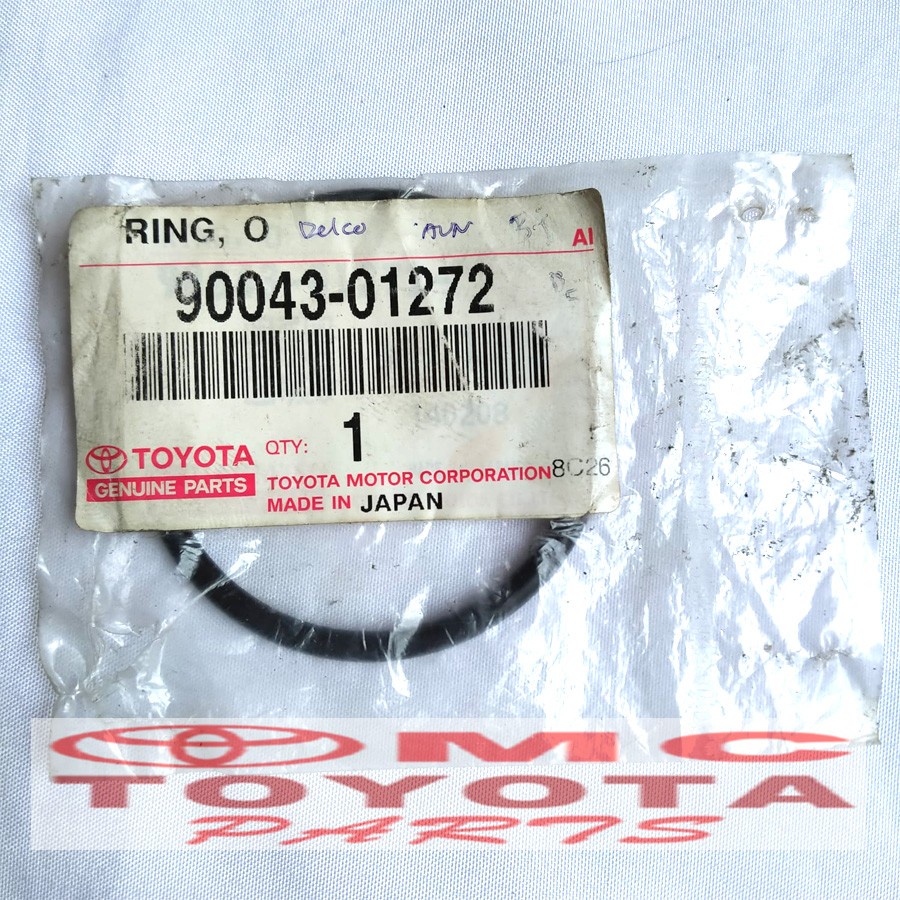 RING, O Delco AVN
AI
90043-01272
QTY: 1
TOYOTA
GENUINE PARTS
TOYOTA MOTOR CORPORATION 8C26
MADE IN JAPAN
OMC
TOYOTA
PARTS